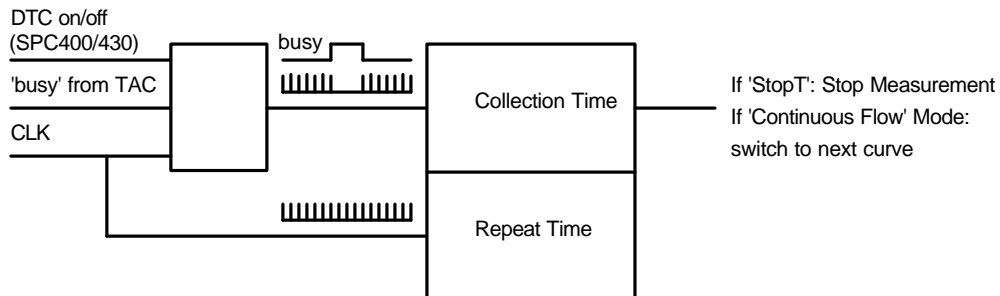 DTC on/off
(SPC400/430)
'busy' from TAC
CLK
busy
Collection Time
Repeat Time
If 'StopT': Stop Measurement
If 'Continuous Flow' Mode:
switch to next curve